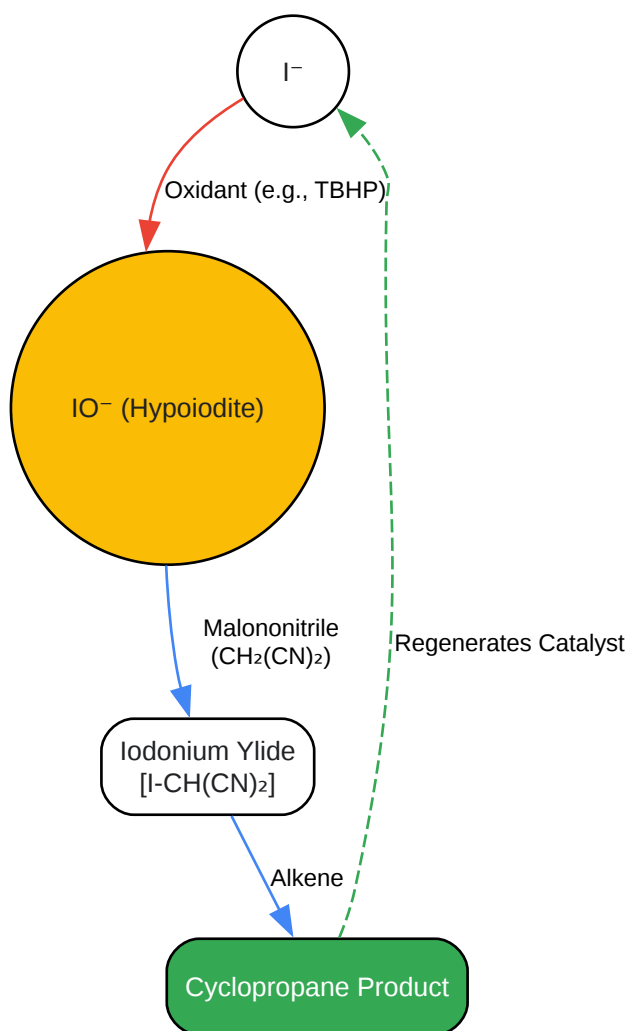 I⁻
Oxidant (e.g., TBHP)
IO⁻ (Hypoiodite)
Malononitrile
(CH₂(CN)₂)
Regenerates Catalyst
Iodonium Ylide
[I-CH(CN)₂]
Alkene
Cyclopropane Product